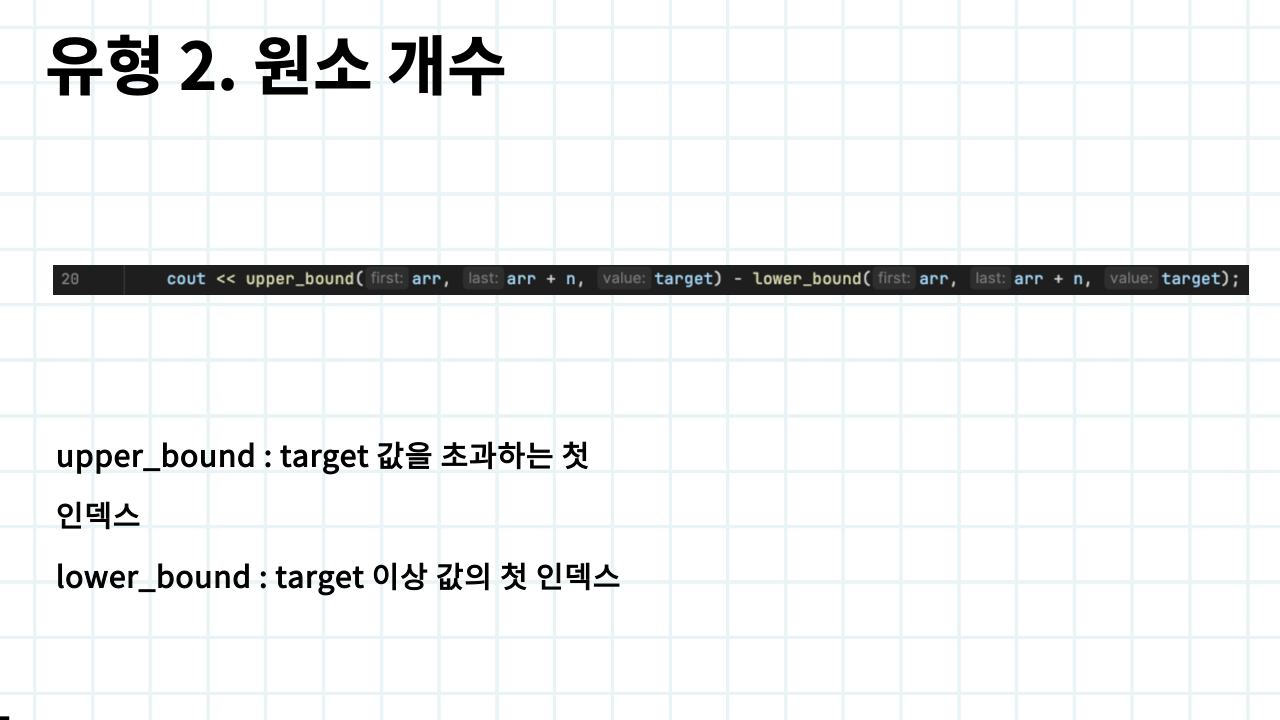 유형 2. 원소 개수
20 cout << upper_bound(first: arr, last: arr + n, value: target) - lower_bound(first: arr, last: arr + n, value: target);
upper_bound : target 값을 초과하는 첫
인덱스
lower_bound : target 이상 값의 첫 인덱스